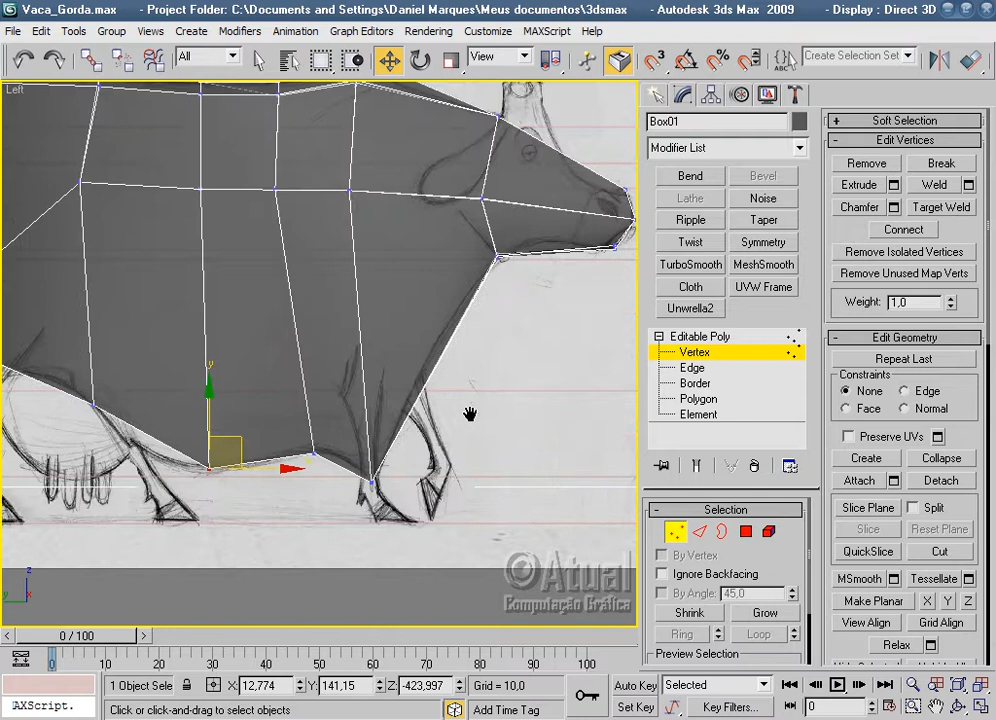 Vaca_Gorda.max - Project Folder: C:\Documents and Settings\Daniel Marques\Meus documentos\3dsmax - Autodesk 3ds Max 2009 - Display : Direct 3D
File Edit Tools Group Views Create Modifiers Animation Graph Editors Rendering Customize MAXScript Help
All View Create Selection Set
Left
Box01
Modifier List
Bend Bevel
Lathe Noise
Ripple Taper
Twist Symmetry
TurboSmooth MeshSmooth
Cloth UVW Frame
Unwrella2
Editable Poly
Vertex
Edge
Border
Polygon
Element
Selection
By Vertex
Ignore Backfacing
By Angle: 45,0
Shrink Grow
Ring Loop
Preview Selection
Soft Selection
Edit Vertices
Remove Break
Extrude Weld
Chamfer Target Weld
Connect
Remove Isolated Vertices
Remove Unused Map Verts
Weight: 1,0
Edit Geometry
Repeat Last
Constraints
None Edge
Face Normal
Preserve UVs
Create Collapse
Attach Detach
Slice Plane Split
Slice Reset Plane
QuickSlice Cut
MSmooth Tessellate
Make Planar X Y Z
View Align Grid Align
Relax
y
z
y x
©Atual
Computação Gráfica
0 / 100
0 10 20 30 40 50 60 70 80 90 100
1 Object Sele X: 12,774 Y: 141,15 Z: -423,997 Grid = 10,0 Auto Key Selected
AXScript. Click or click-and-drag to select objects Add Time Tag Set Key Key Filters... 0